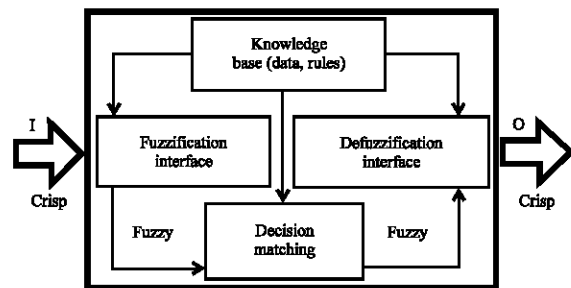 Knowledge
base (data, rules)
I
O
Fuzzification
interface
Defuzzification
interface
Crisp
Crisp
Fuzzy
Decision
matching
Fuzzy